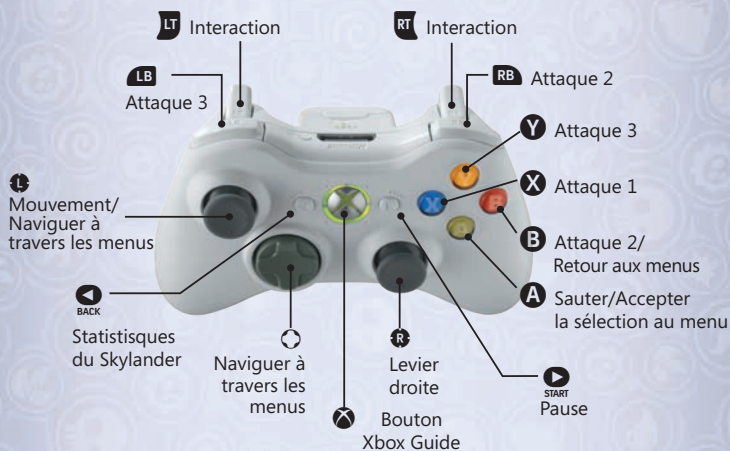 LT Interaction
RT Interaction
LB
Attaque 3
RB Attaque 2
Y Attaque 3
X Attaque 1
L
Mouvement/
Naviguer à
travers les menus
B Attaque 2/
Retour aux menus
A Sauter/Accepter
la sélection au menu
BACK
Statistisques
du Skylander
Naviguer à
travers les
menus
R
Levier
droite
START
Pause
Bouton
Xbox Guide
Y
X
B
A